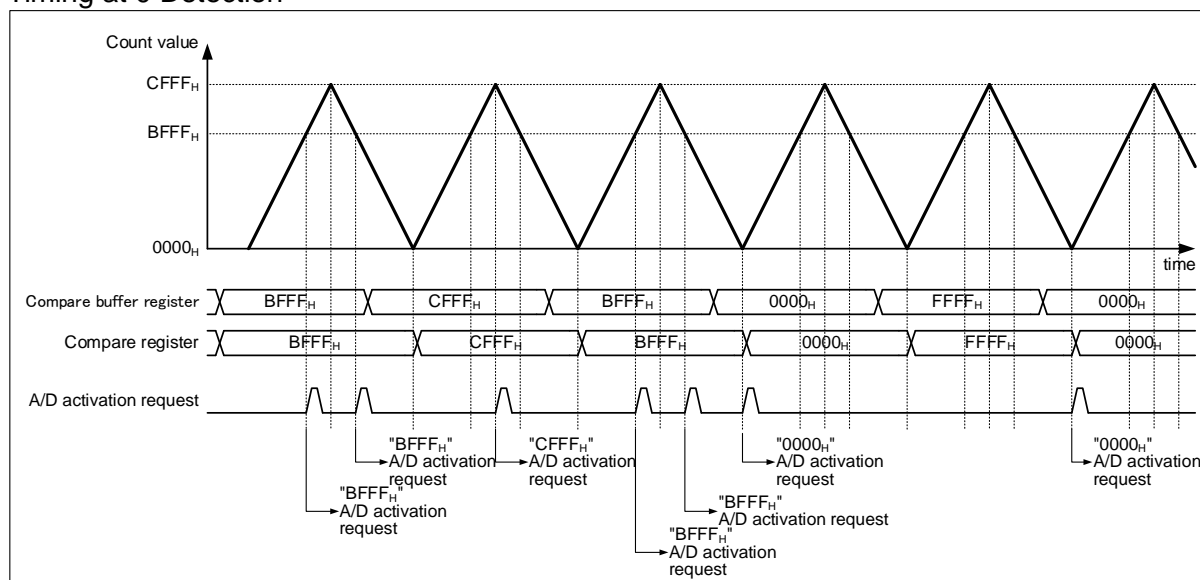 Timing at 0 Detection
Count value
CFFFH
BFFFH
0000H
time
Compare buffer register BFFFH CFFFH BFFFH 0000H FFFFH 0000H
Compare register BFFFH CFFFH BFFFH 0000H FFFFH 0000H
A/D activation request
"BFFFH"
A/D activation
request
"CFFFH"
A/D activation
request
"0000H"
A/D activation
request
"0000H"
A/D activation
request
"BFFFH"
A/D activation
request
"BFFFH"
A/D activation request
"BFFFH"
A/D activation
request